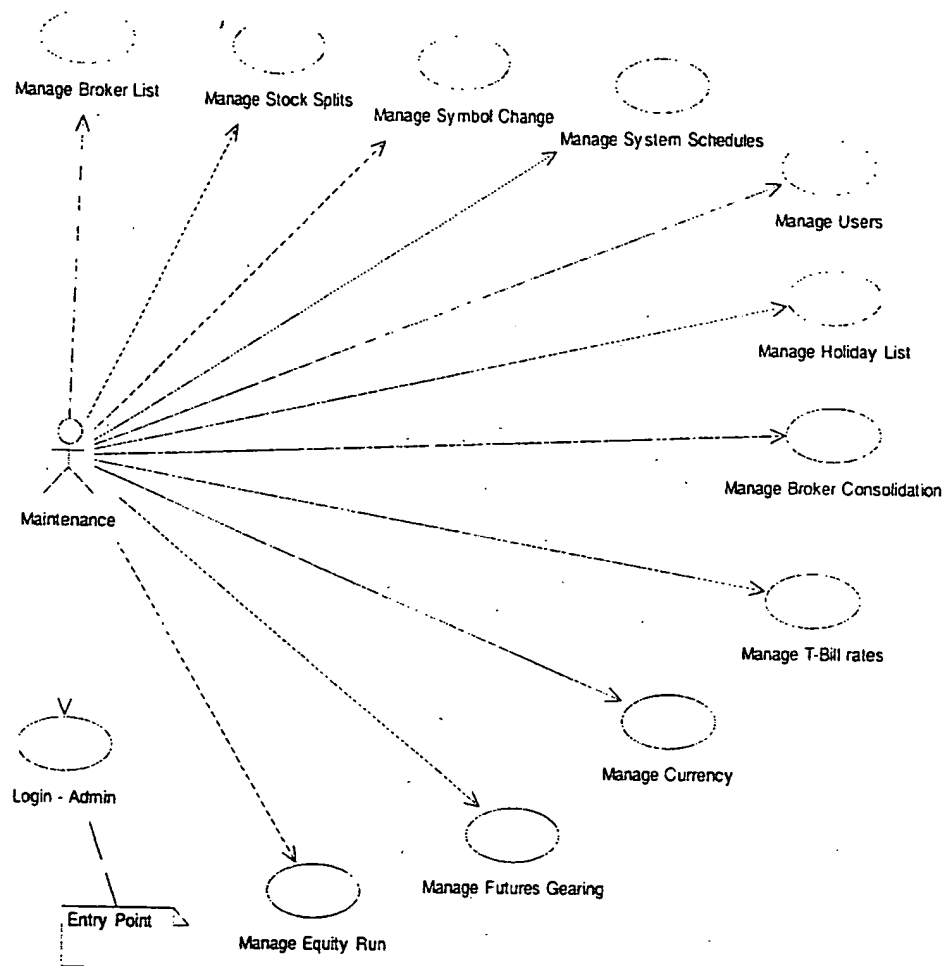 Manage Broker List
Manage Stock Splits
Manage Symbol Change
Manage System Schedules
Manage Users
Manage Holiday List
Manage Broker Consolidation
Maintenance
Manage T-Bill rates
Manage Currency
Login - Admin
Manage Futures Gearing
Entry Point
Manage Equity Run